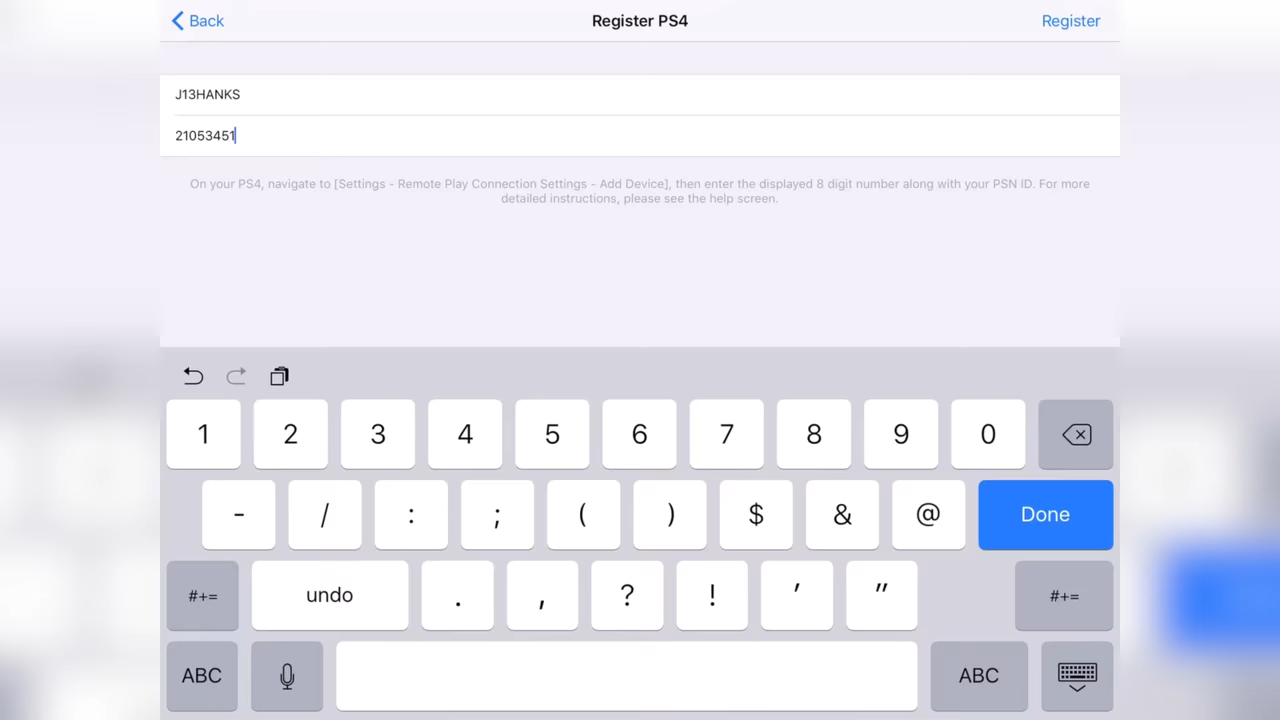 Back Register PS4 Register
J13HANKS
21053451
On your PS4, navigate to [Settings - Remote Play Connection Settings - Add Device], then enter the displayed 8 digit number along with your PSN ID. For more
detailed instructions, please see the help screen.
1 2 3 4 5 6 7 8 9 0
- / : ; ( ) $ & @ Done
#+= undo . , ? ! ' " #+=
ABC ABC